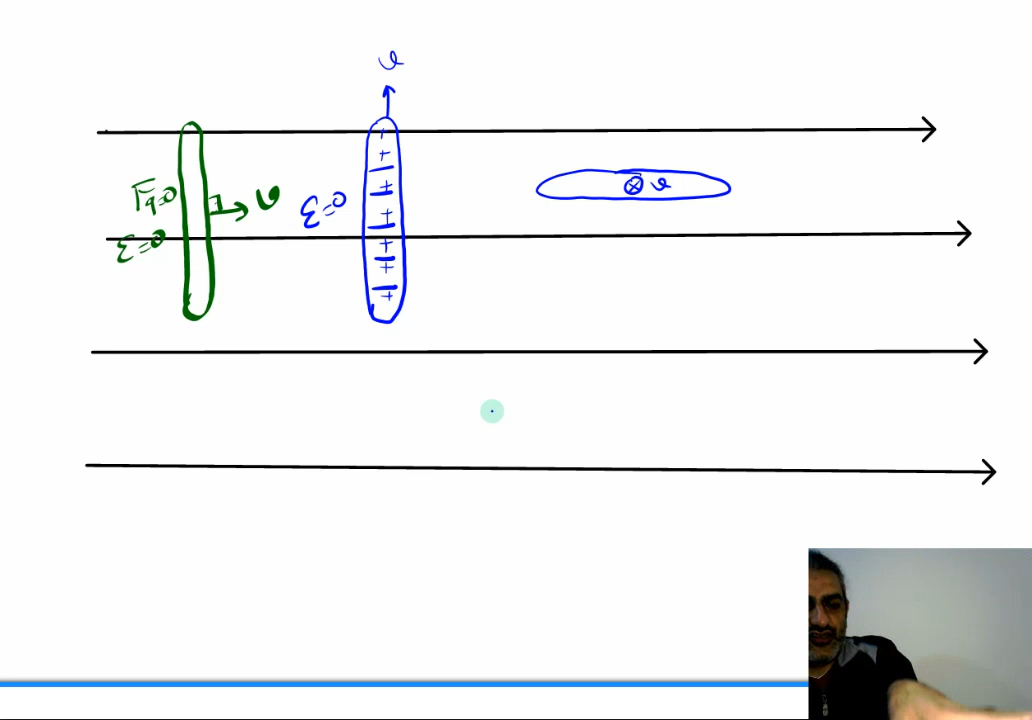 v
F_q=0
v
ε=0
ε=0
⊗ v
- + + + + + + +